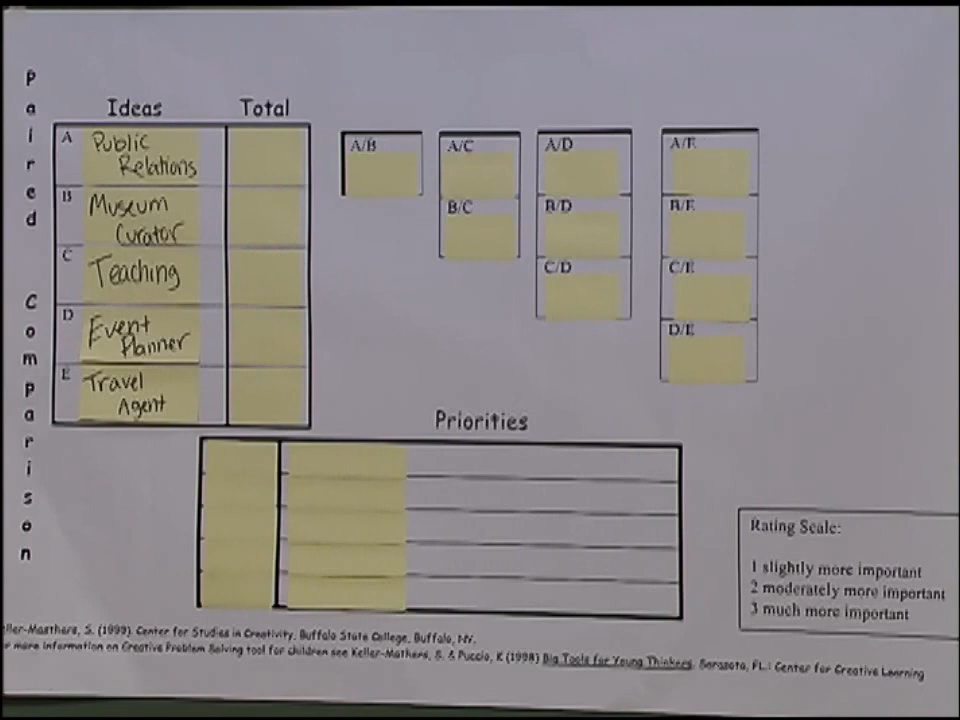 Paired Comparison
Ideas Total
A Public
Relations
B Museum
Curator
C Teaching
D Event
Planner
E Travel
Agent
A/B A/C A/D A/E
B/C B/D B/E
C/D C/E
D/E
Priorities
Rating Scale:
1 slightly more important
2 moderately more important
3 much more important
S. (1999). Center for Studies in Creativity, Buffalo State College, Buffalo, NY.
more information on Creative Problem Solving tool for children see Keller-Mathers, S. & Puccio, K (1998) Big Tools for Young Thinkers. Sarasota, FL.: Center for Creative Learning